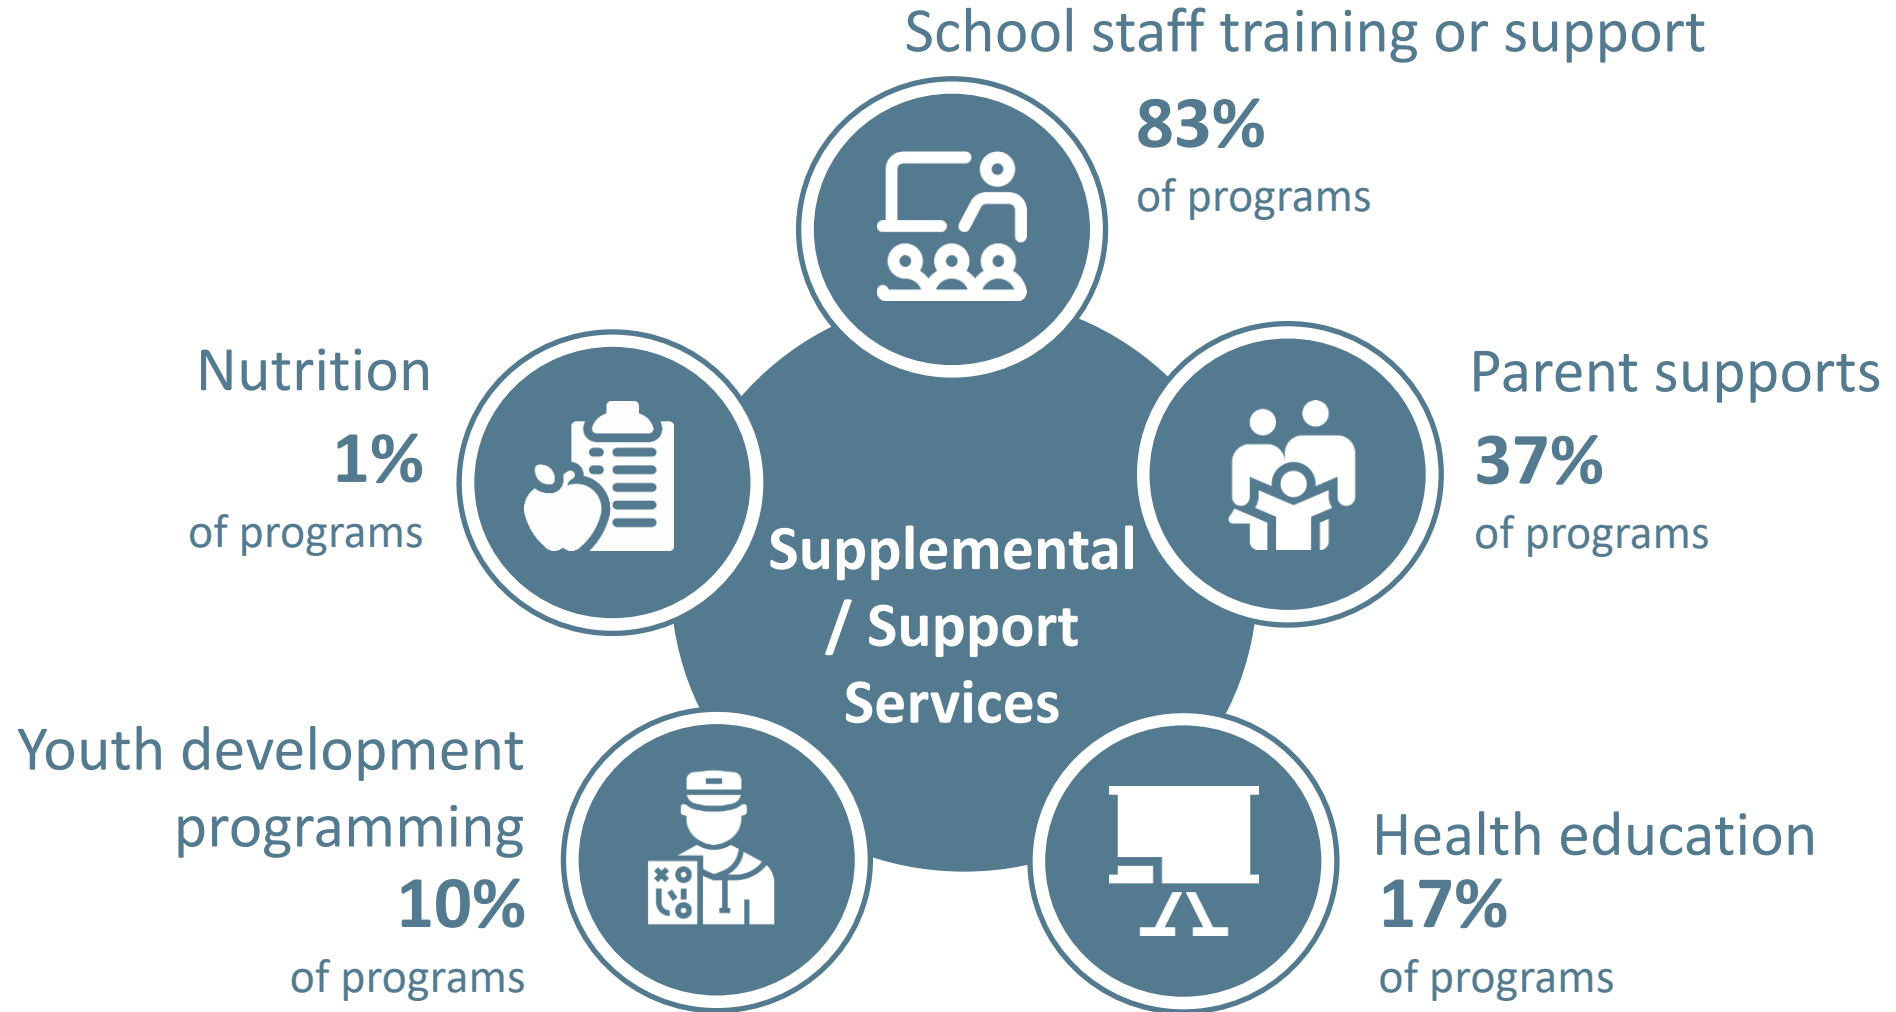 School staff training or support
83%
of programs
Parent supports
37%
of programs
Health education
17%
of programs
Youth development
programming
10%
of programs
Nutrition
1%
of programs
Supplemental
/ Support
Services